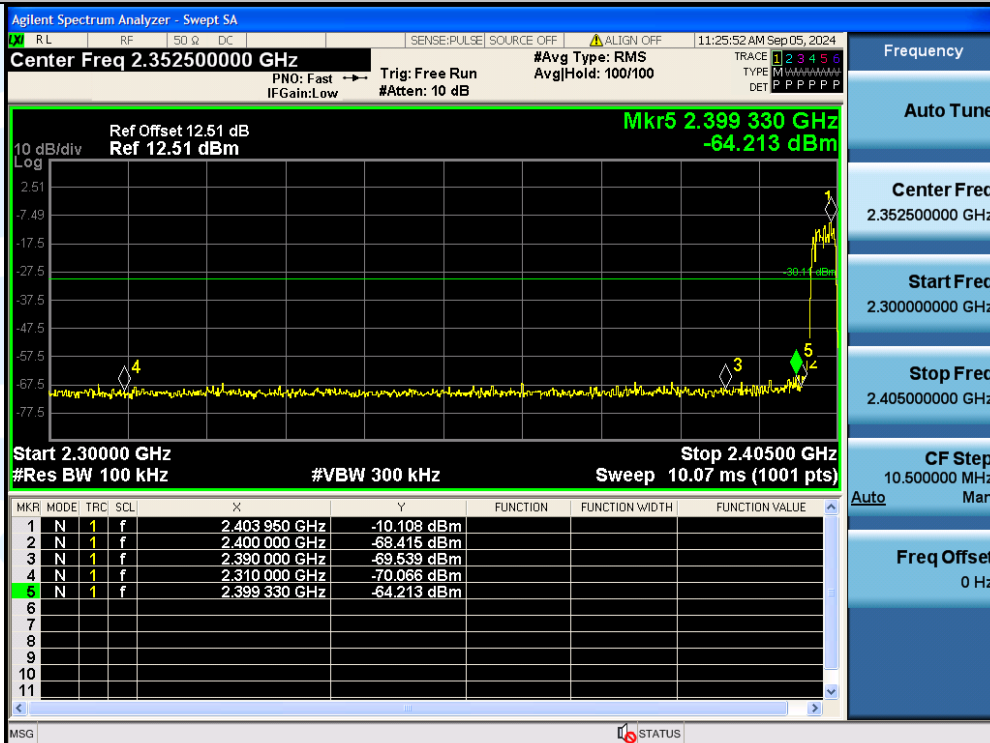 Agilent Spectrum Analyzer - Swept SA
LXI RL RF 50 Ω DC SENSE:PULSE SOURCE OFF ALIGN OFF 11:25:52 AM Sep 05, 2024
Center Freq 2.352500000 GHz
PNO: Fast
IFGain:Low
Trig: Free Run
#Atten: 10 dB
#Avg Type: RMS
Avg|Hold: 100/100
TRACE 1 2 3 4 5 6
TYPE M
DET P P P P P P
Mkr5 2.399 330 GHz
-64.213 dBm
Ref Offset 12.51 dB
10 dB/div Ref 12.51 dBm
Log
2.51
-7.49
-17.5
-27.5
-37.5
-47.5
-57.5
-67.5
-77.5
1
-30.11 dBm
5
2
3
4
Start 2.30000 GHz Stop 2.40500 GHz
#Res BW 100 kHz #VBW 300 kHz Sweep 10.07 ms (1001 pts)
MKR MODE TRC SCL X Y FUNCTION FUNCTION WIDTH FUNCTION VALUE
1 N 1 f 2.403 950 GHz -10.108 dBm
2 N 1 f 2.400 000 GHz -68.415 dBm
3 N 1 f 2.390 000 GHz -69.539 dBm
4 N 1 f 2.310 000 GHz -70.066 dBm
5 N 1 f 2.399 330 GHz -64.213 dBm
6
7
8
9
10
11
MSG STATUS
Frequency
Auto Tune
Center Freq
2.352500000 GHz
Start Freq
2.300000000 GHz
Stop Freq
2.405000000 GHz
CF Step
10.500000 MHz
Auto Man
Freq Offset
0 Hz